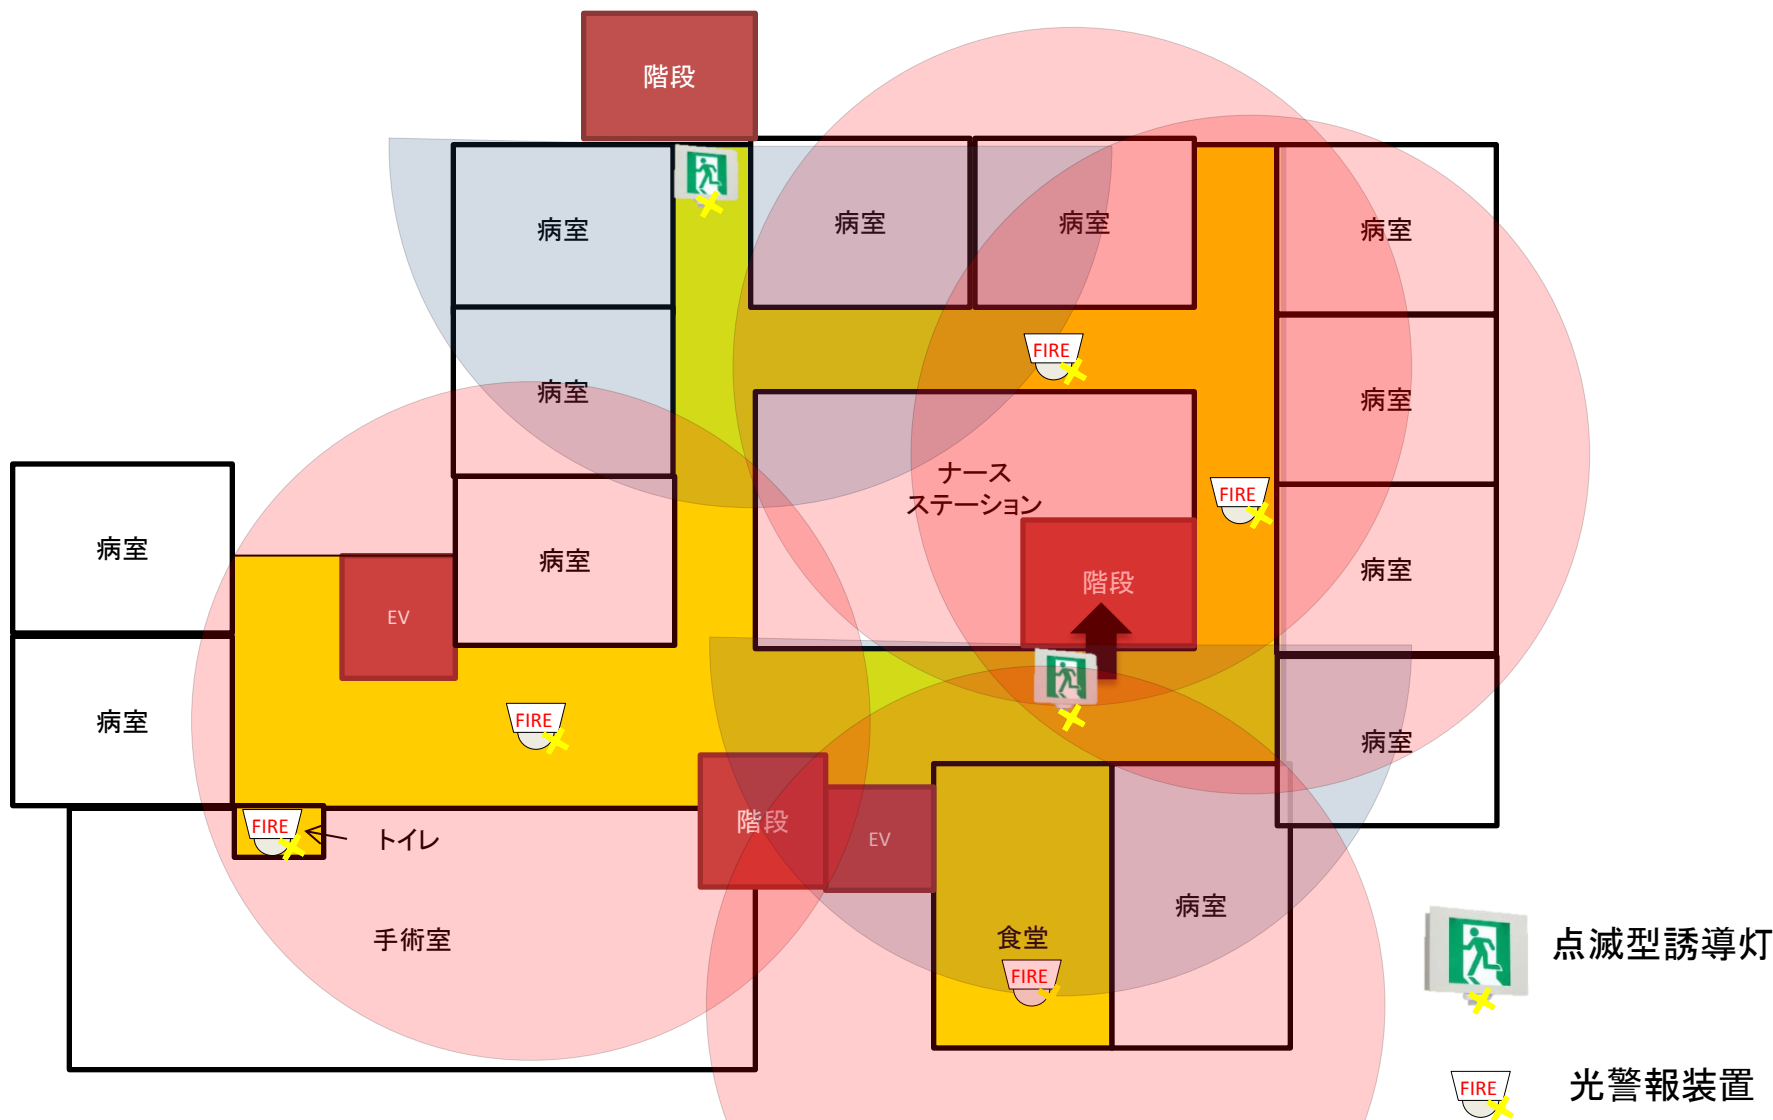 階段
病室
病室
病室
病室
病室
FIRE
病室
病室
ナース
ステーション
FIRE
病室
病室
病室
階段
EV
病室
FIRE
病室
階段
FIRE
トイレ
EV
病室
手術室
食堂
FIRE
点滅型誘導灯
FIRE
光警報装置